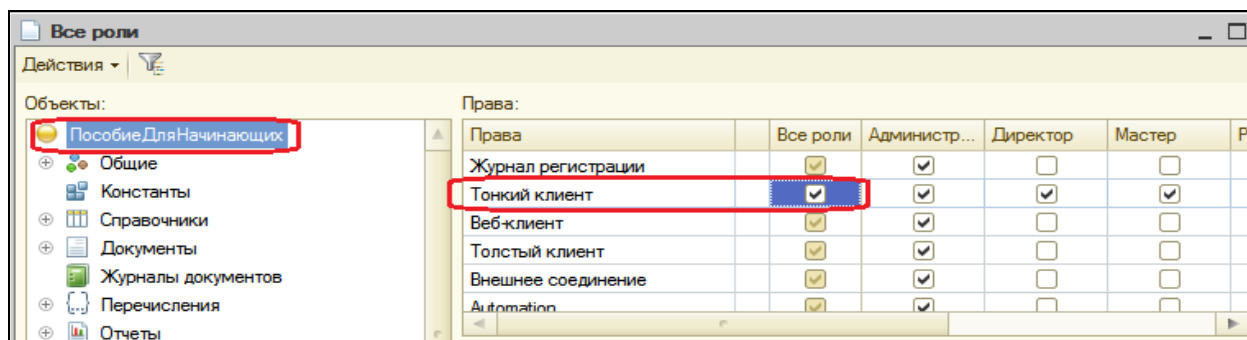 Все роли
Действия
Объекты:
Права:
ПособиеДляНачинающих
Общие
Константы
Справочники
Документы
Журналы документов
Перечисления
Отчеты
Права Все роли Администр... Директор Мастер Р
Журнал регистрации
Тонкий клиент
Веб-клиент
Толстый клиент
Внешнее соединение
Automation